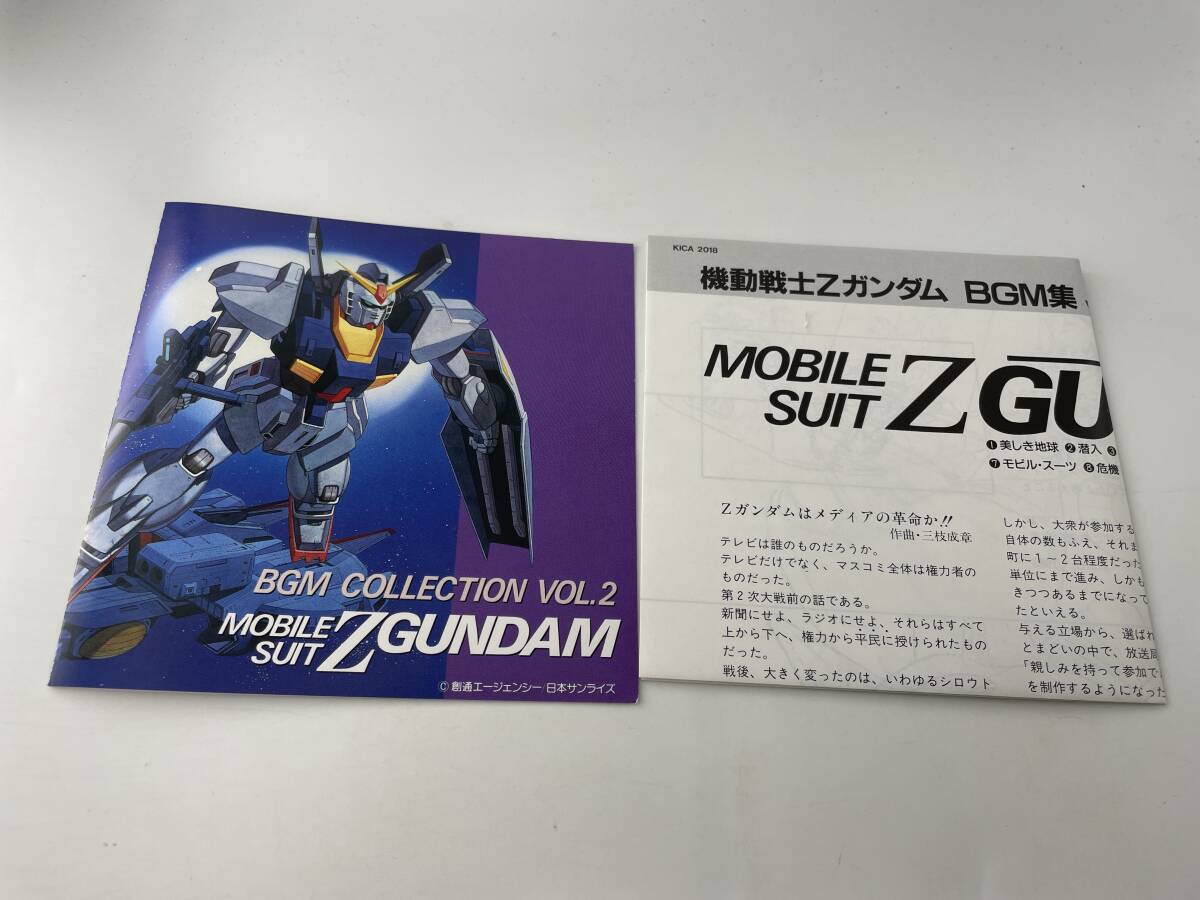 BGM COLLECTION VOL.2
MOBILE SUIT Z GUNDAM
© 創通エージェンシー/日本サンライズ
KICA 2018
機動戦士Zガンダム BGM集
MOBILE SUIT Z GU
❶美しき地球 ❷潜入 ❸
❼モビル・スーツ ❽危機
Zガンダムはメディアの革命か!!
作曲・三枝成章
テレビは誰のものだろうか。
テレビだけでなく、マスコミ全体は権力者の
ものだった。
第2次大戦前の話である。
新聞にせよ、ラジオにせよ、それらはすべて
上から下へ、権力から平民に授けられたもの
だった。
戦後、大きく変ったのは、いわゆるシロウト
しかし、大衆が参加する
自体の数もふえ、それま
町に1〜2台程度だった
単位にまで進み、しかも
きつつあるまでになって
たといえる。
与える立場から、選ばれ
とまどいの中で、放送局
「親しみを持って参加で
を制作するようになった